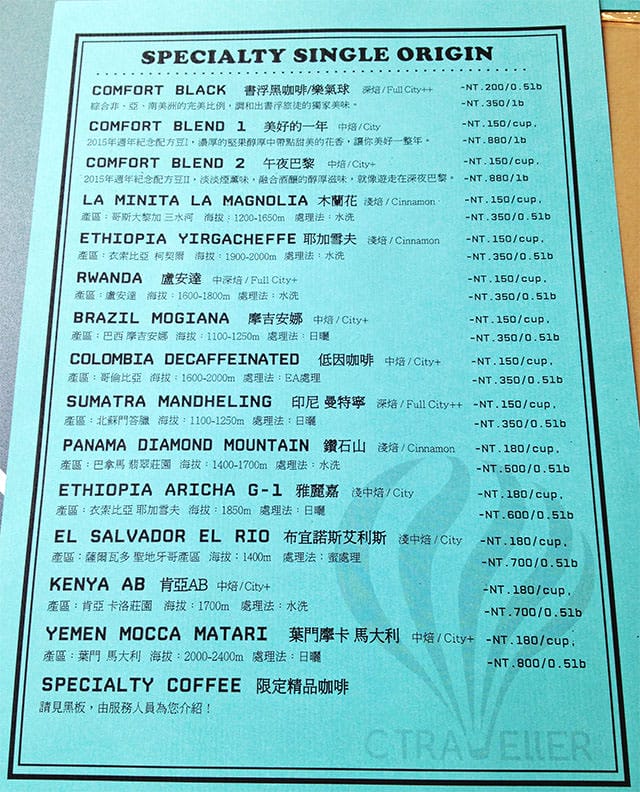 SPECIALTY SINGLE ORIGIN
COMFORT BLACK 書浮黑咖啡/樂氣球 深焙/Full City++ -NT.200/0.5lb
綜合非、亞、南美洲的完美比例，調和出書浮旅徒的獨家美味。 -NT.350/1b
COMFORT BLEND 1 美好的一年 中焙/City -NT.150/cup,
2015年週年紀念配方豆I，濃厚的堅果醇厚中帶點甜美的花香，讓你美好一整年。 -NT.880/1b
COMFORT BLEND 2 午夜巴黎 中焙/City+ -NT.150/cup,
2015年週年紀念配方豆II，淡淡煙薰味，融合酒釀的醇厚滋味，就像遊走在深夜巴黎。 -NT.880/1b
LA MINITA LA MAGNOLIA 木蘭花 淺焙/Cinnamon -NT.150/cup,
產區：哥斯大黎加 三水河 海拔：1200-1650m 處理法：水洗 -NT.350/0.5lb
ETHIOPIA YIRGACHEFFE 耶加雪夫 淺焙/Cinnamon -NT.150/cup,
產區：衣索比亞 柯契爾 海拔：1900-2000m 處理法：水洗 -NT.350/0.5lb
RWANDA 盧安達 中深焙/Full City+ -NT.150/cup,
產區：盧安達 海拔：1600-1800m 處理法：水洗 -NT.350/0.5lb
BRAZIL MOGIANA 摩吉安娜 中焙/City+ -NT.150/cup,
產區：巴西 摩吉安娜 海拔：1100-1250m 處理法：日曬 -NT.350/0.5lb
COLOMBIA DECAFFEINATED 低因咖啡 中焙/City+ -NT.150/cup,
產區：哥倫比亞 海拔：1600-2000m 處理法：EA處理 -NT.350/0.5lb
SUMATRA MANDHELING 印尼 曼特寧 深焙/Full City++ -NT.150/cup,
產區：北蘇門答臘 海拔：1100-1250m 處理法：日曬 -NT.350/0.5lb
PANAMA DIAMOND MOUNTAIN 鑽石山 淺焙/Cinnamon -NT.180/cup,
產區：巴拿馬 翡翠莊園 海拔：1400-1700m 處理法：水洗 -NT.500/0.5lb
ETHIOPIA ARICHA G-1 雅麗嘉 淺中焙/City -NT.180/cup,
產區：衣索比亞 耶加雪夫 海拔：1850m 處理法：日曬 -NT.600/0.5lb
EL SALVADOR EL RIO 布宜諾斯艾利斯 淺中焙/City -NT.180/cup,
產區：薩爾瓦多 聖地牙哥產區 海拔：1400m 處理法：蜜處理 -NT.700/0.5lb
KENYA AB 肯亞AB 中焙/City+ -NT.180/cup,
產區：肯亞 卡洛莊園 海拔：1700m 處理法：水洗 -NT.700/0.5lb
YEMEN MOCCA MATARI 葉門摩卡 馬大利 中焙/City+ -NT.180/cup,
產區：葉門 馬大利 海拔：2000-2400m 處理法：日曬 -NT.800/0.5lb
SPECIALTY COFFEE 限定精品咖啡
請見黑板，由服務人員為您介紹！
C.TRAVELLER